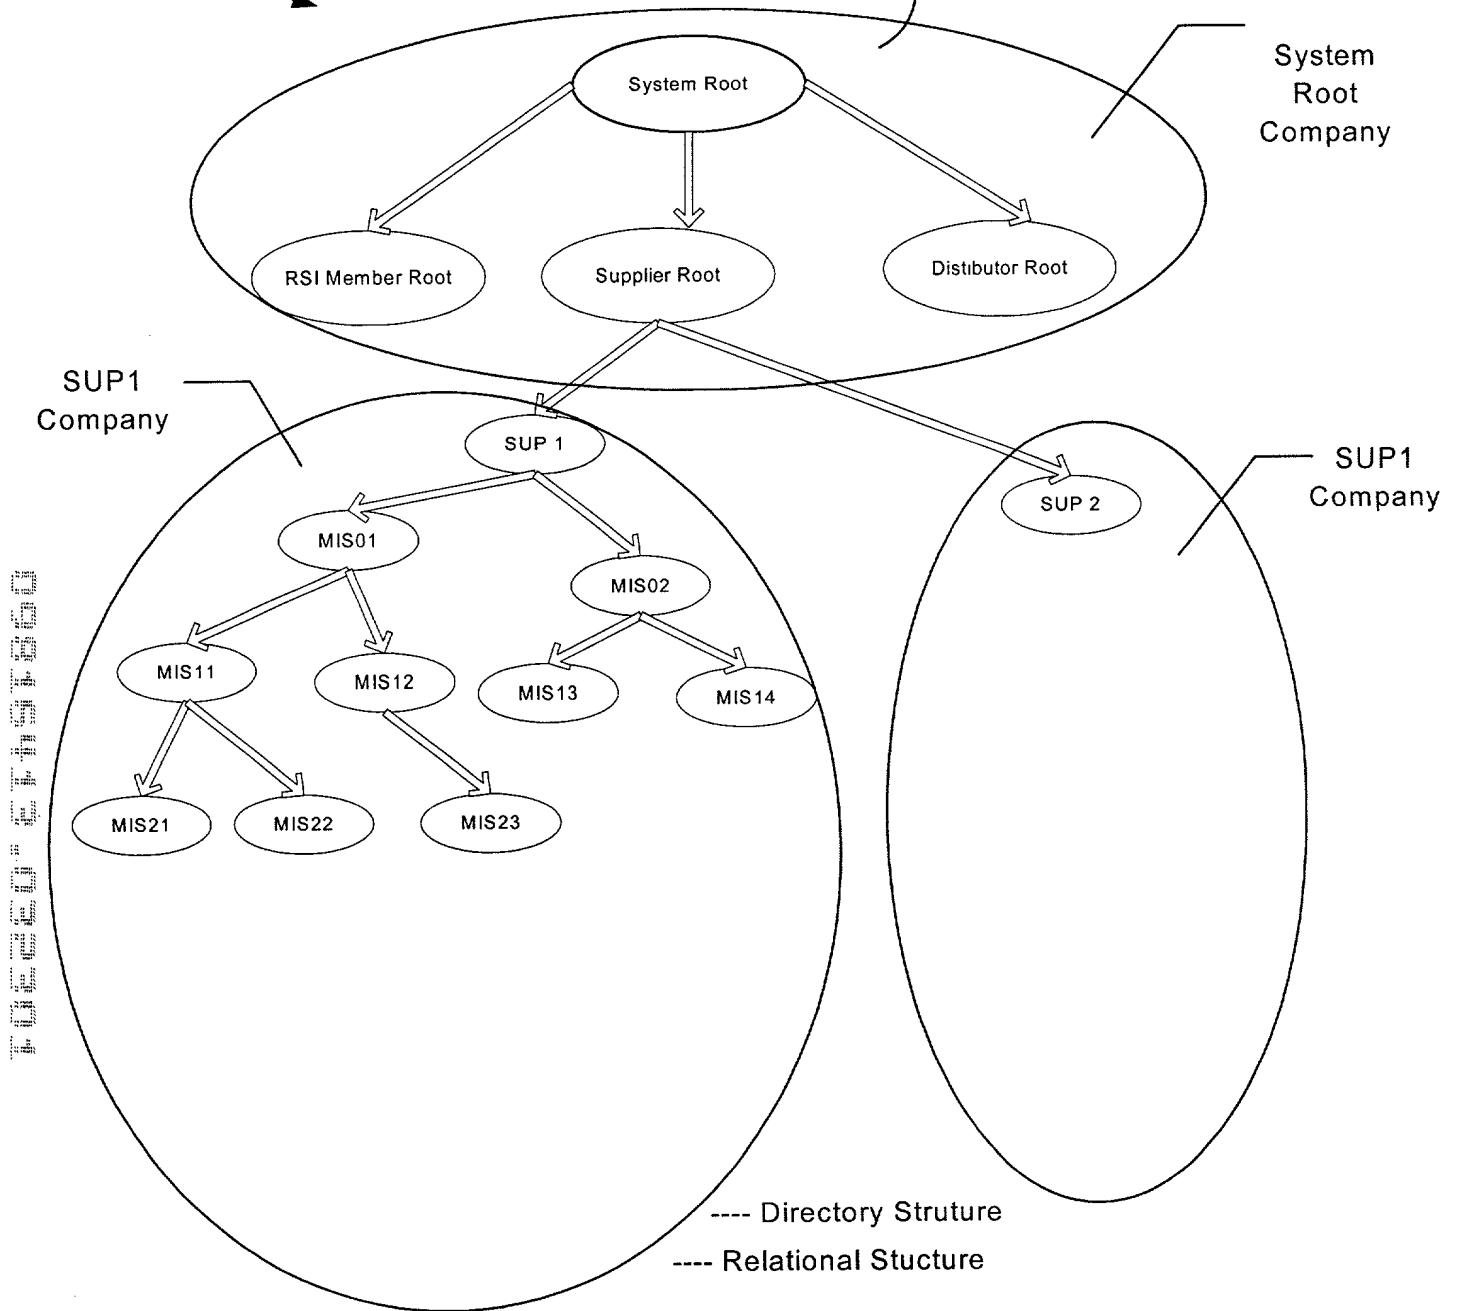 System Root
System
Root
Company
RSI Member Root
Supplier Root
Distibutor Root
SUP1
Company
SUP 1
SUP1
Company
SUP 2
MIS01
MIS02
MIS11
MIS12
MIS13
MIS14
MIS21
MIS22
MIS23
---- Directory Struture
---- Relational Stucture